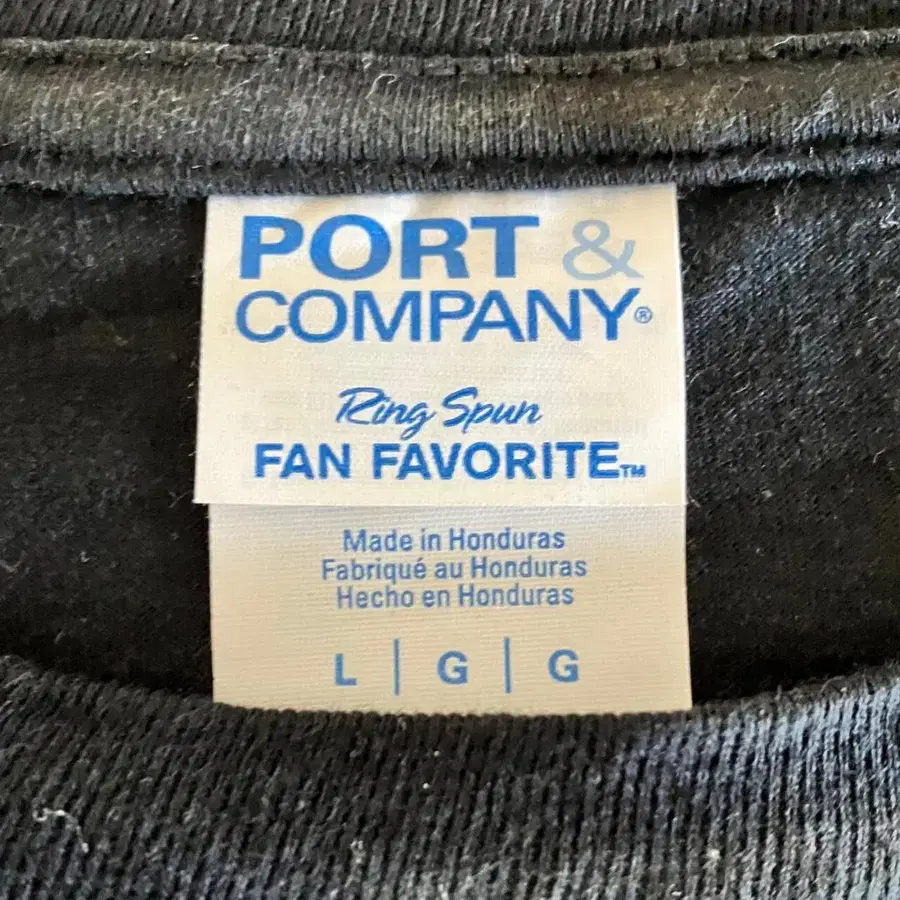 PORT &
COMPANY®
Ring Spun
FAN FAVORITE™
Made in Honduras
Fabriqué au Honduras
Hecho en Honduras
L | G | G